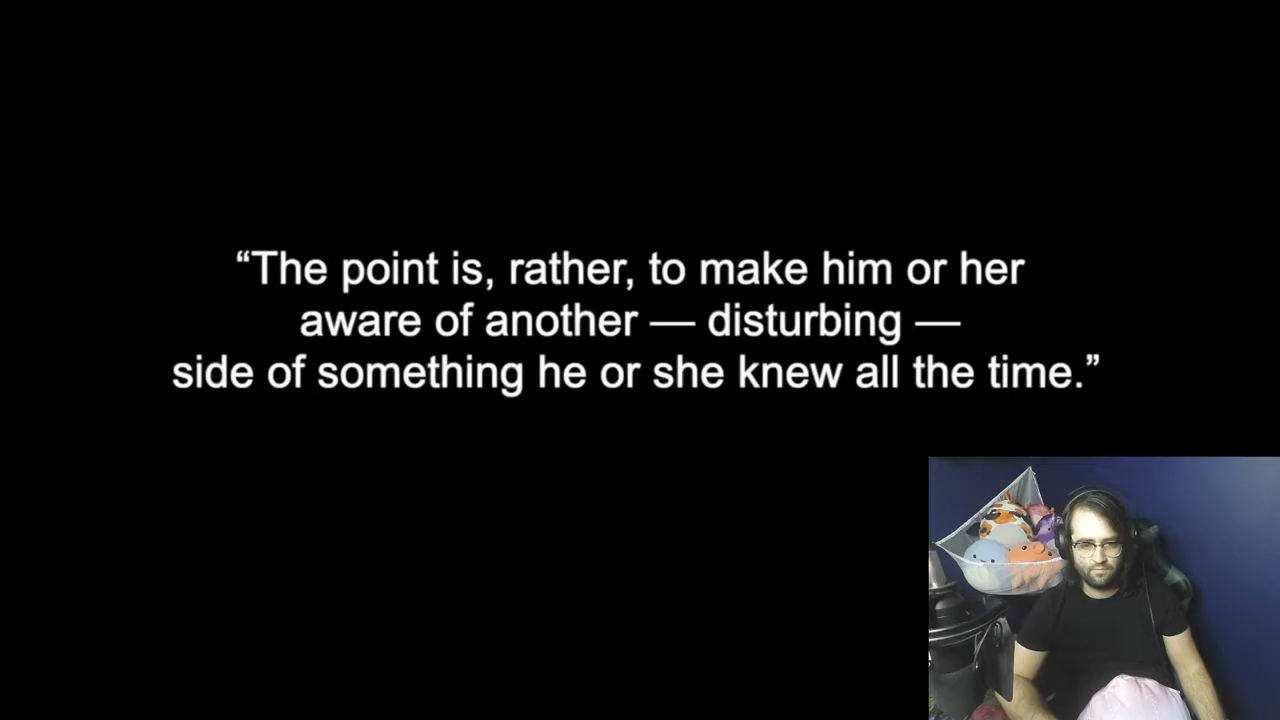 “The point is, rather, to make him or her
aware of another — disturbing —
side of something he or she knew all the time.”